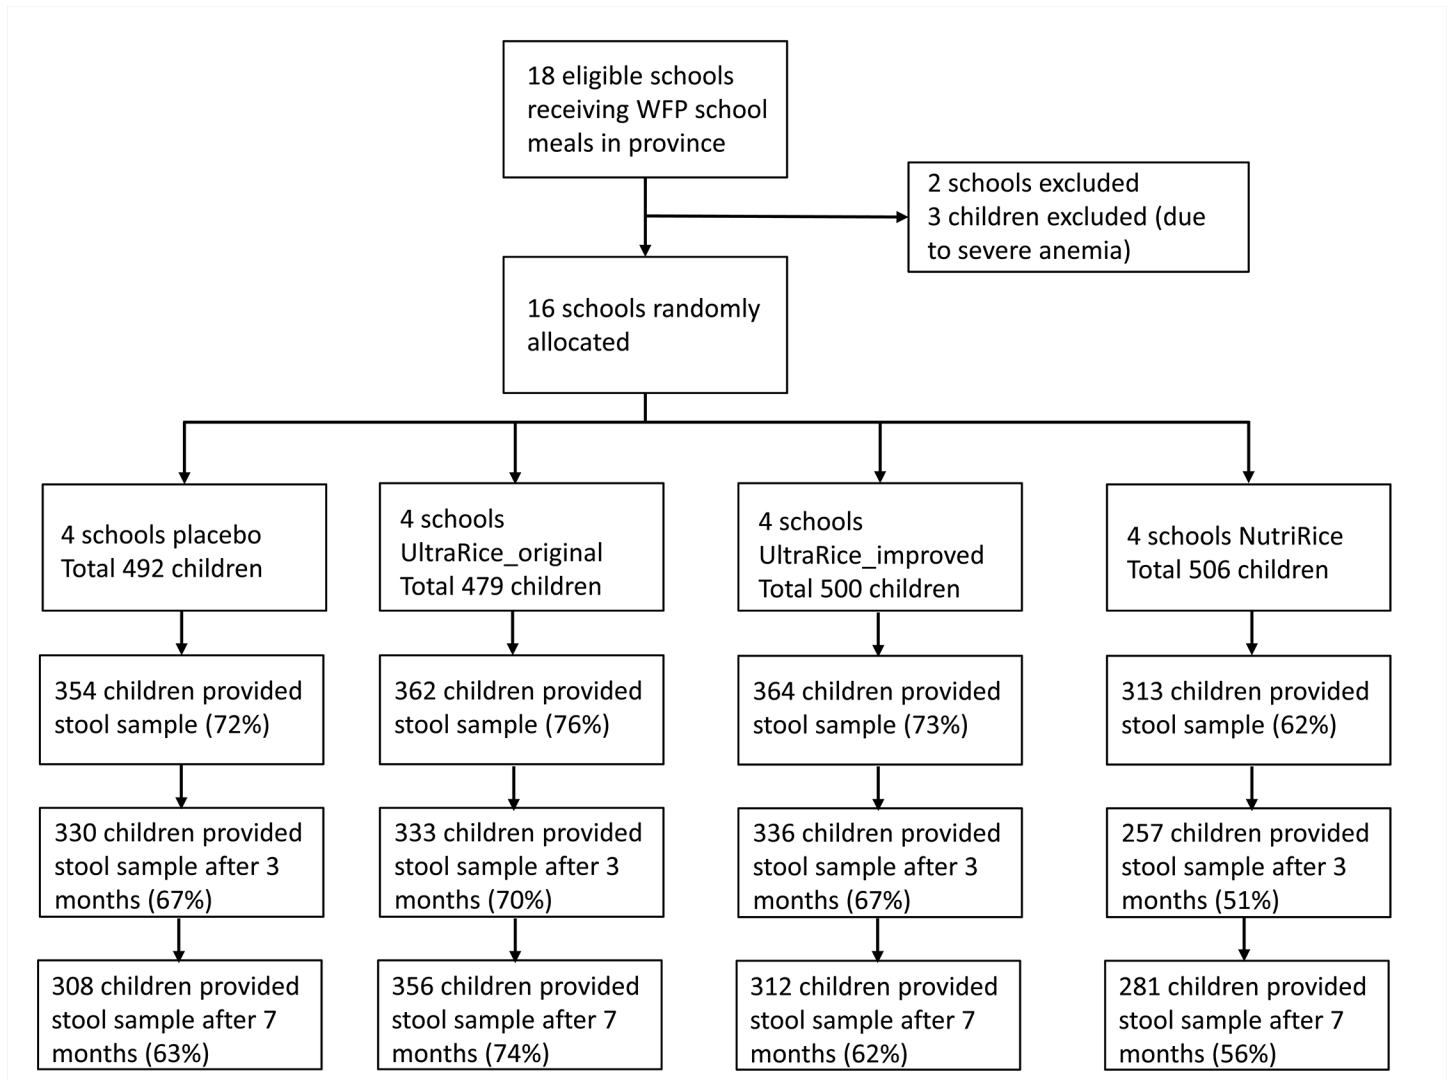 18 eligible schools
receiving WFP school
meals in province
2 schools excluded
3 children excluded (due
to severe anemia)
16 schools randomly
allocated
4 schools placebo
Total 492 children
4 schools
UltraRice_original
Total 479 children
4 schools
UltraRice_improved
Total 500 children
4 schools NutriRice
Total 506 children
354 children provided
stool sample (72%)
362 children provided
stool sample (76%)
364 children provided
stool sample (73%)
313 children provided
stool sample (62%)
330 children provided
stool sample after 3
months (67%)
333 children provided
stool sample after 3
months (70%)
336 children provided
stool sample after 3
months (67%)
257 children provided
stool sample after 3
months (51%)
308 children provided
stool sample after 7
months (63%)
356 children provided
stool sample after 7
months (74%)
312 children provided
stool sample after 7
months (62%)
281 children provided
stool sample after 7
months (56%)